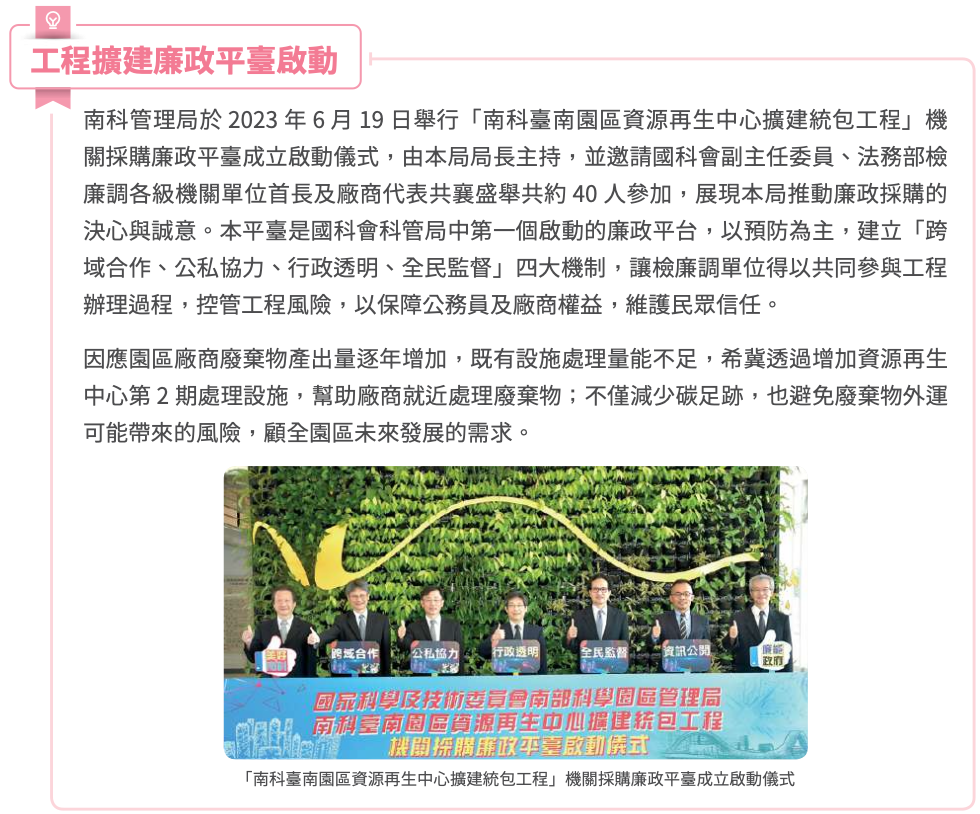 工程擴建廉政平臺啟動
南科管理局於 2023 年 6 月 19 日舉行「南科臺南園區資源再生中心擴建統包工程」機
關採購廉政平臺成立啟動儀式，由本局局長主持，並邀請國科會副主任委員、法務部檢
廉調各級機關單位首長及廠商代表共襄盛舉共約 40 人參加，展現本局推動廉政採購的
決心與誠意。本平臺是國科會科管局中第一個啟動的廉政平台，以預防為主，建立「跨
域合作、公私協力、行政透明、全民監督」四大機制，讓檢廉調單位得以共同參與工程
辦理過程，控管工程風險，以保障公務員及廠商權益，維護民眾信任。
因應園區廠商廢棄物產出量逐年增加，既有設施處理量能不足，希冀透過增加資源再生
中心第 2 期處理設施，幫助廠商就近處理廢棄物；不僅減少碳足跡，也避免廢棄物外運
可能帶來的風險，顧全園區未來發展的需求。
跨域合作
公私協力
行政透明
全民監督
資訊公開
廉能
政府
國家科學及技術委員會南部科學園區管理局
南科臺南園區資源再生中心擴建統包工程
機關採購廉政平臺啟動儀式
「南科臺南園區資源再生中心擴建統包工程」機關採購廉政平臺成立啟動儀式